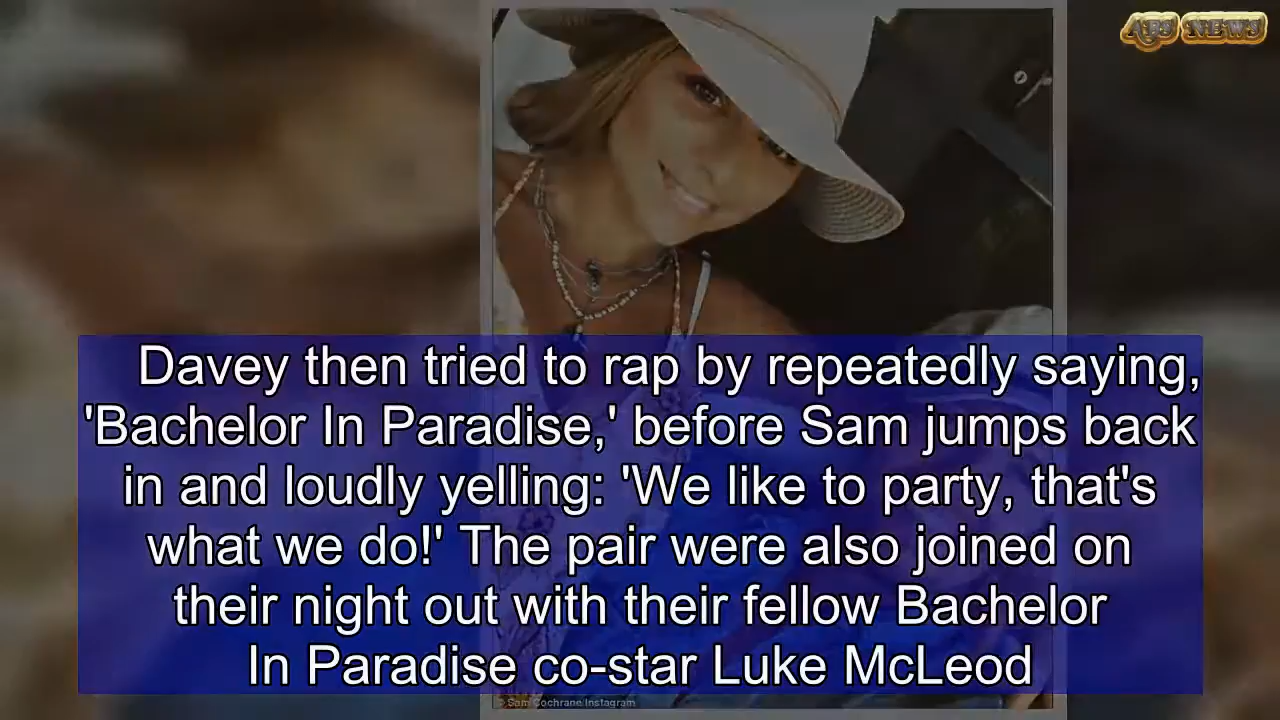 ABS NEWS
Davey then tried to rap by repeatedly saying,
'Bachelor In Paradise,' before Sam jumps back
in and loudly yelling: 'We like to party, that's
what we do!' The pair were also joined on
their night out with their fellow Bachelor
In Paradise co-star Luke McLeod
© Sam Cochrane Instagram